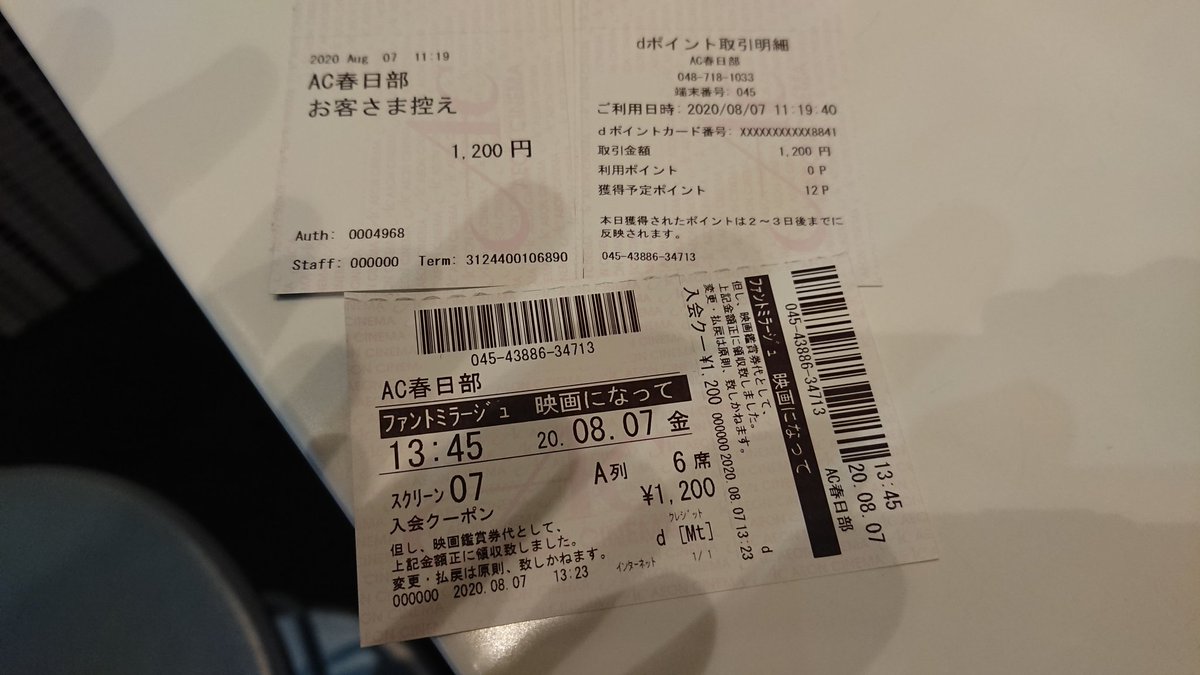 2020 Aug 07 11:19
AC春日部
お客さま控え
1,200 円
Auth: 0004968
Staff: 000000 Term: 3124400106890
dポイント取引明細
AC春日部
048-718-1033
端末番号: 045
ご利用日時: 2020/08/07 11:19:40
dポイントカード番号: XXXXXXXXXXX8841
取引金額 1,200 円
利用ポイント 0 P
獲得予定ポイント 12 P
本日獲得されたポイントは2～3日後までに
反映されます。
045-43886-34713
045-43886-34713
AC春日部
ファントミラージュ 映画になって
13:45 20.08.07 金
スクリーン07 A列 6席
入会クーポン ¥1,200
クレジット
但し、映画鑑賞券代として、
上記金額正に領収致しました。
変更・払戻は原則、致しかねます。
d [Mt]
000000 2020.08.07 13:23 インターネット 1/1
045-43886-34713
13:45
20.08.07
AC春日部
ファントミラージュ 映画になって
但し、映画鑑賞券代として、
上記金額正に領収致しました。
変更・払戻は原則、致しかねます。
入会クー ¥1,200 000000 2020.08.07 13:23
d